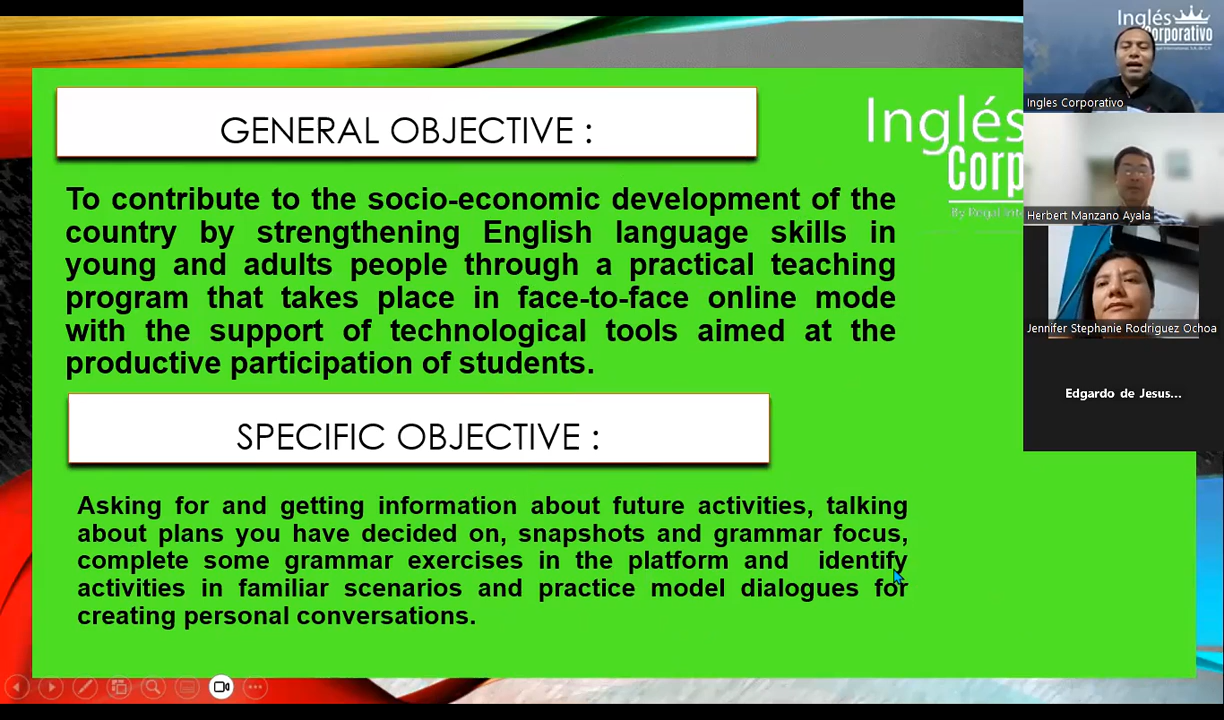 GENERAL OBJECTIVE :
To contribute to the socio-economic development of the
country by strengthening English language skills in
young and adults people through a practical teaching
program that takes place in face-to-face online mode
with the support of technological tools aimed at the
productive participation of students.
SPECIFIC OBJECTIVE :
Asking for and getting information about future activities, talking
about plans you have decided on, snapshots and grammar focus,
complete some grammar exercises in the platform and identify
activities in familiar scenarios and practice model dialogues for
creating personal conversations.
Inglés
Corp
By Regal Inte
Inglés
Corporativo
Ingles Corporativo
Herbert Manzano Ayala
Jennifer Stephanie Rodriguez Ochoa
Edgardo de Jesus...